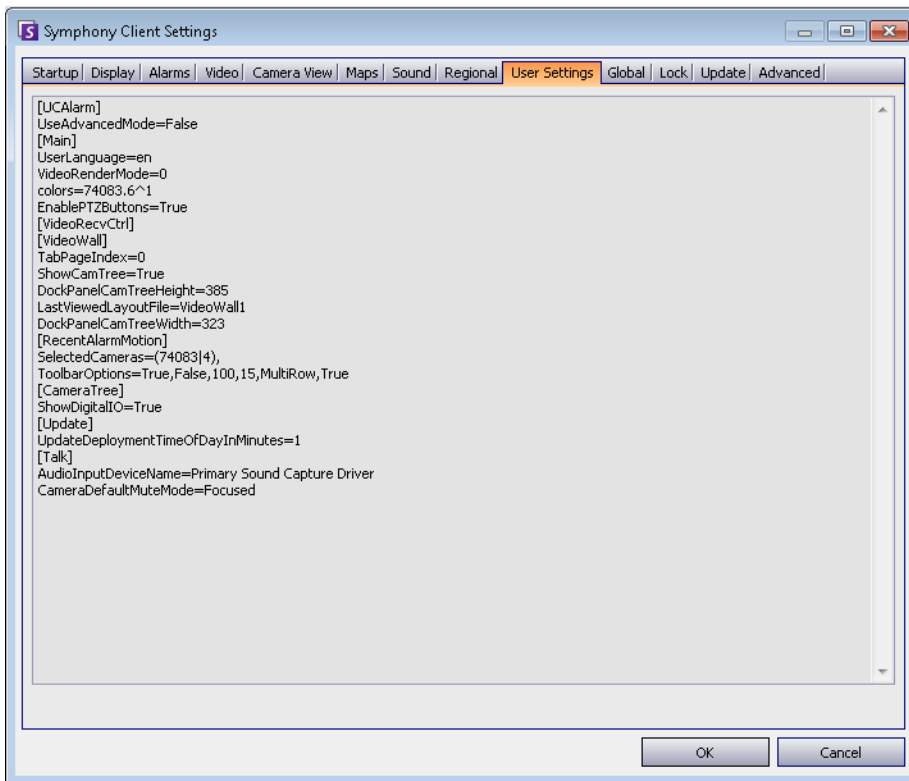 Symphony Client Settings
Startup Display Alarms Video Camera View Maps Sound Regional User Settings Global Lock Update Advanced
[UCAlarm]
UseAdvancedMode=False
[Main]
UserLanguage=en
VideoRenderMode=0
colors=74083.6^1
EnablePTZButtons=True
[VideoRecvCtrl]
[VideoWall]
TabPageIndex=0
ShowCamTree=True
DockPanelCamTreeHeight=385
LastViewedLayoutFile=VideoWall1
DockPanelCamTreeWidth=323
[RecentAlarmMotion]
SelectedCameras=(74083|4),
ToolbarOptions=True,False,100,15,MultiRow,True
[CameraTree]
ShowDigitalIO=True
[Update]
UpdateDeploymentTimeOfDayInMinutes=1
[Talk]
AudioInputDeviceName=Primary Sound Capture Driver
CameraDefaultMuteMode=Focused
OK Cancel